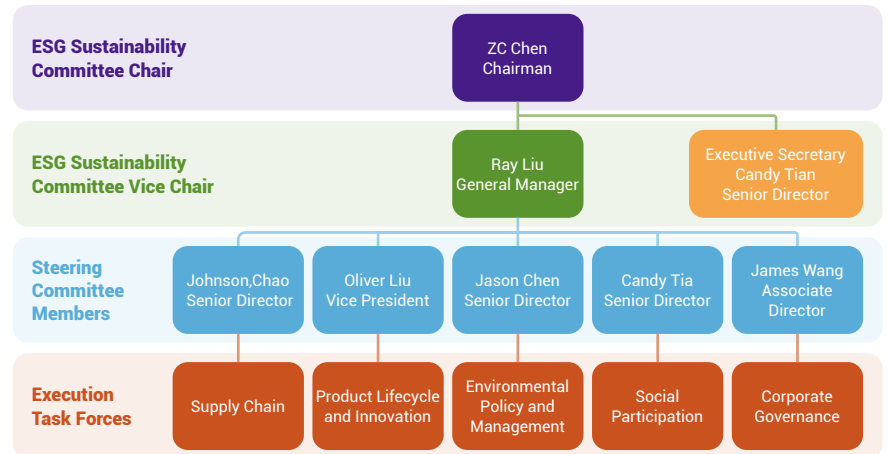 ESG Sustainability
Committee Chair
ZC Chen
Chairman
ESG Sustainability
Committee Vice Chair
Ray Liu
General Manager
Executive Secretary
Candy Tian
Senior Director
Steering
Committee
Members
Johnson,Chao
Senior Director
Oliver Liu
Vice President
Jason Chen
Senior Director
Candy Tia
Senior Director
James Wang
Associate
Director
Execution
Task Forces
Supply Chain
Product Lifecycle
and Innovation
Environmental
Policy and
Management
Social
Participation
Corporate
Governance